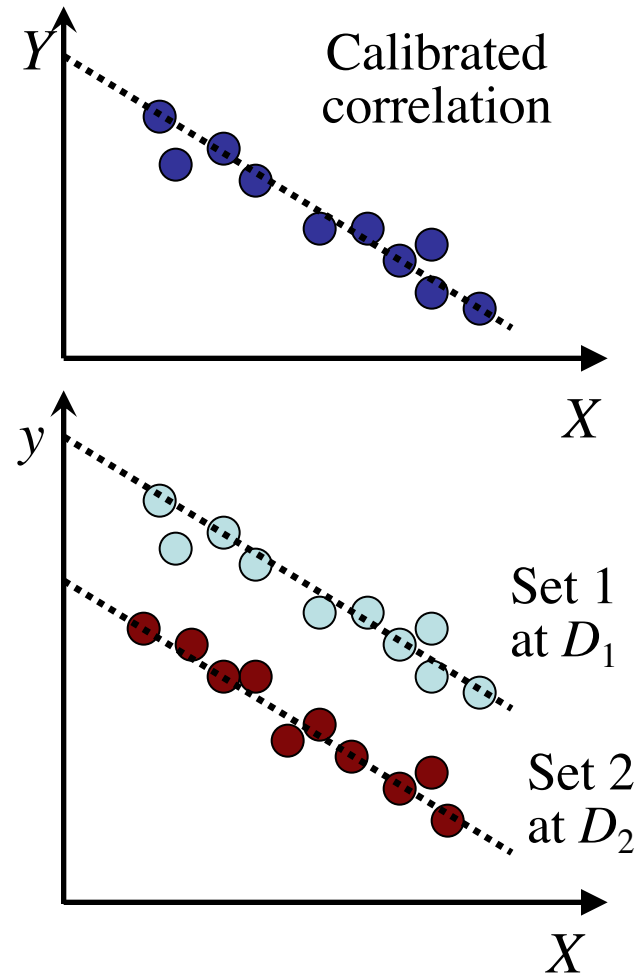 Y
Calibrated
correlation
X
y
Set 1
at D₁
Set 2
at D₂
X